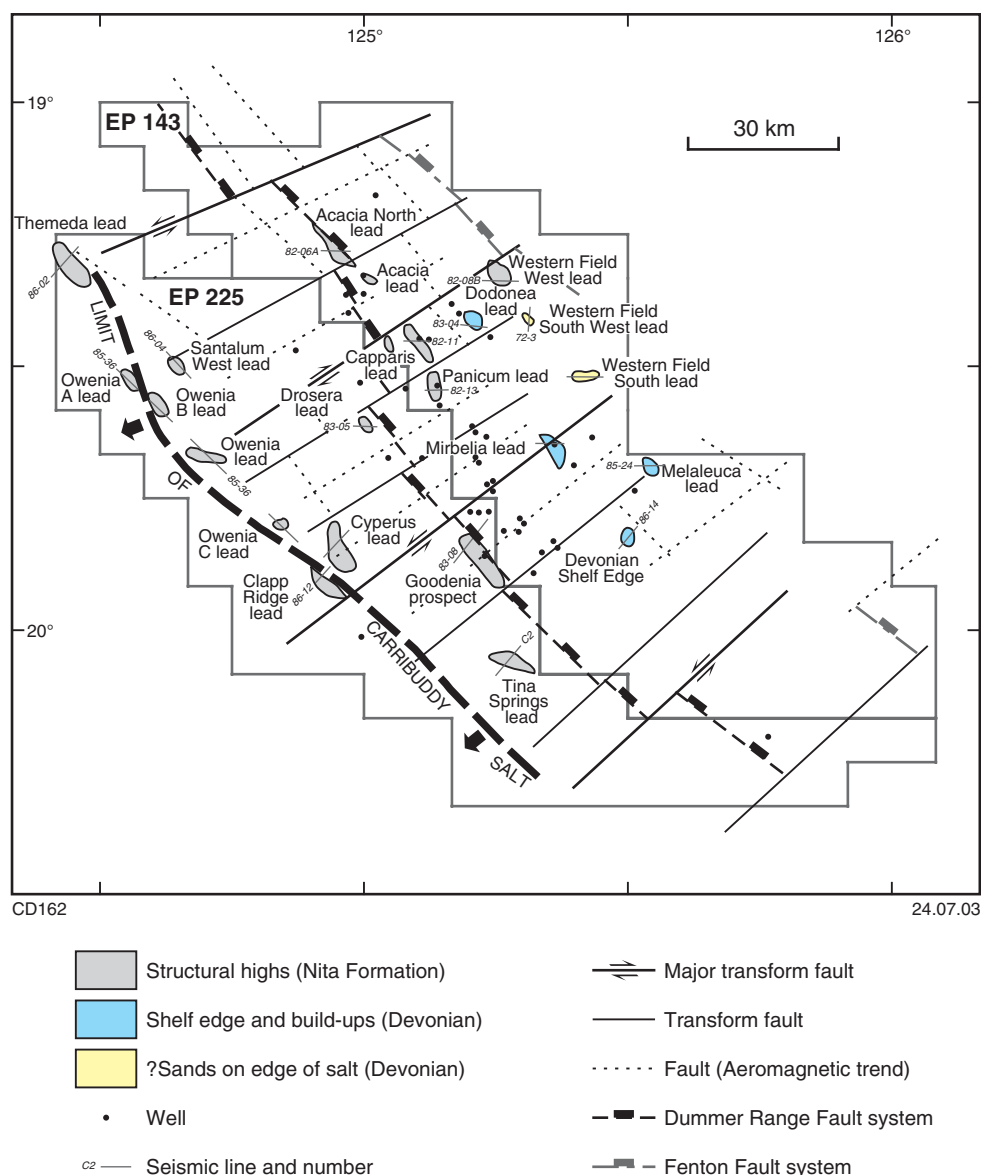 125°
126°
19°
EP 143
30 km
Themeda lead
Acacia North
lead
82-06A
86-02
EP 225
Acacia
lead
Western Field
West lead
82-08B
Dodonea
lead
83-04
Western Field
South West lead
72-3
LIMIT
86-04
Santalum
West lead
82-11
Capparis
lead
85-36
Owenia
A lead
Owenia
B lead
Drosera
lead
Panicum lead
82-13
Western Field
South lead
83-05
Mirbelia lead
Owenia
lead
85-36
85-24
Melaleuca
lead
OF
Owenia
C lead
Cyperus
lead
86-14
Devonian
Shelf Edge
83-08
Goodenia
prospect
Clapp
Ridge
lead
86-12
20°
CARRIBUDDY
C2
Tina
Springs
lead
SALT
CD162
24.07.03
Structural highs (Nita Formation)
Shelf edge and build-ups (Devonian)
?Sands on edge of salt (Devonian)
Well
C2
Seismic line and number
Major transform fault
Transform fault
Fault (Aeromagnetic trend)
Dummer Range Fault system
Fenton Fault system